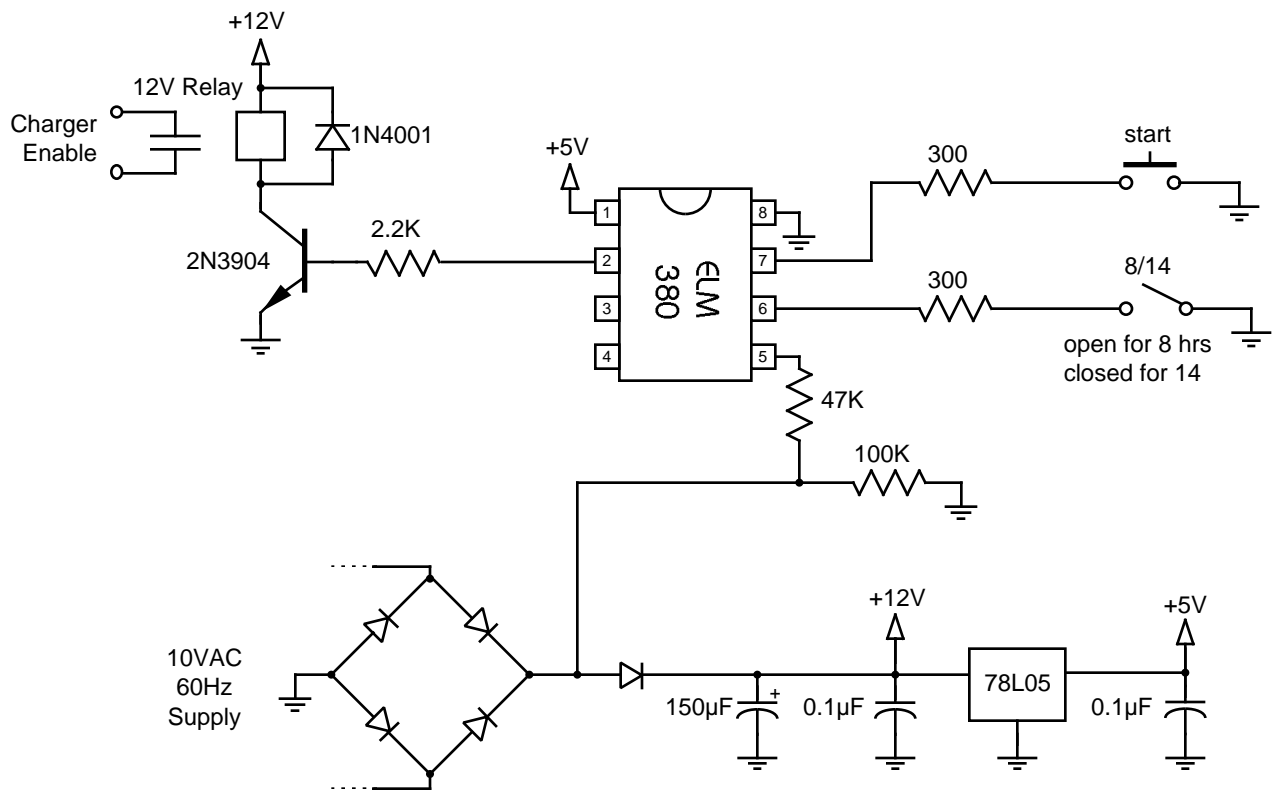 +12V
12V Relay
Charger
Enable
1N4001
2N3904
2.2K
+5V
1
2
3
4
8
7
6
5
ELM
380
300
start
300
8/14
open for 8 hrs
closed for 14
47K
100K
10VAC
60Hz
Supply
+12V
+5V
150µF
+
0.1µF
78L05
0.1µF